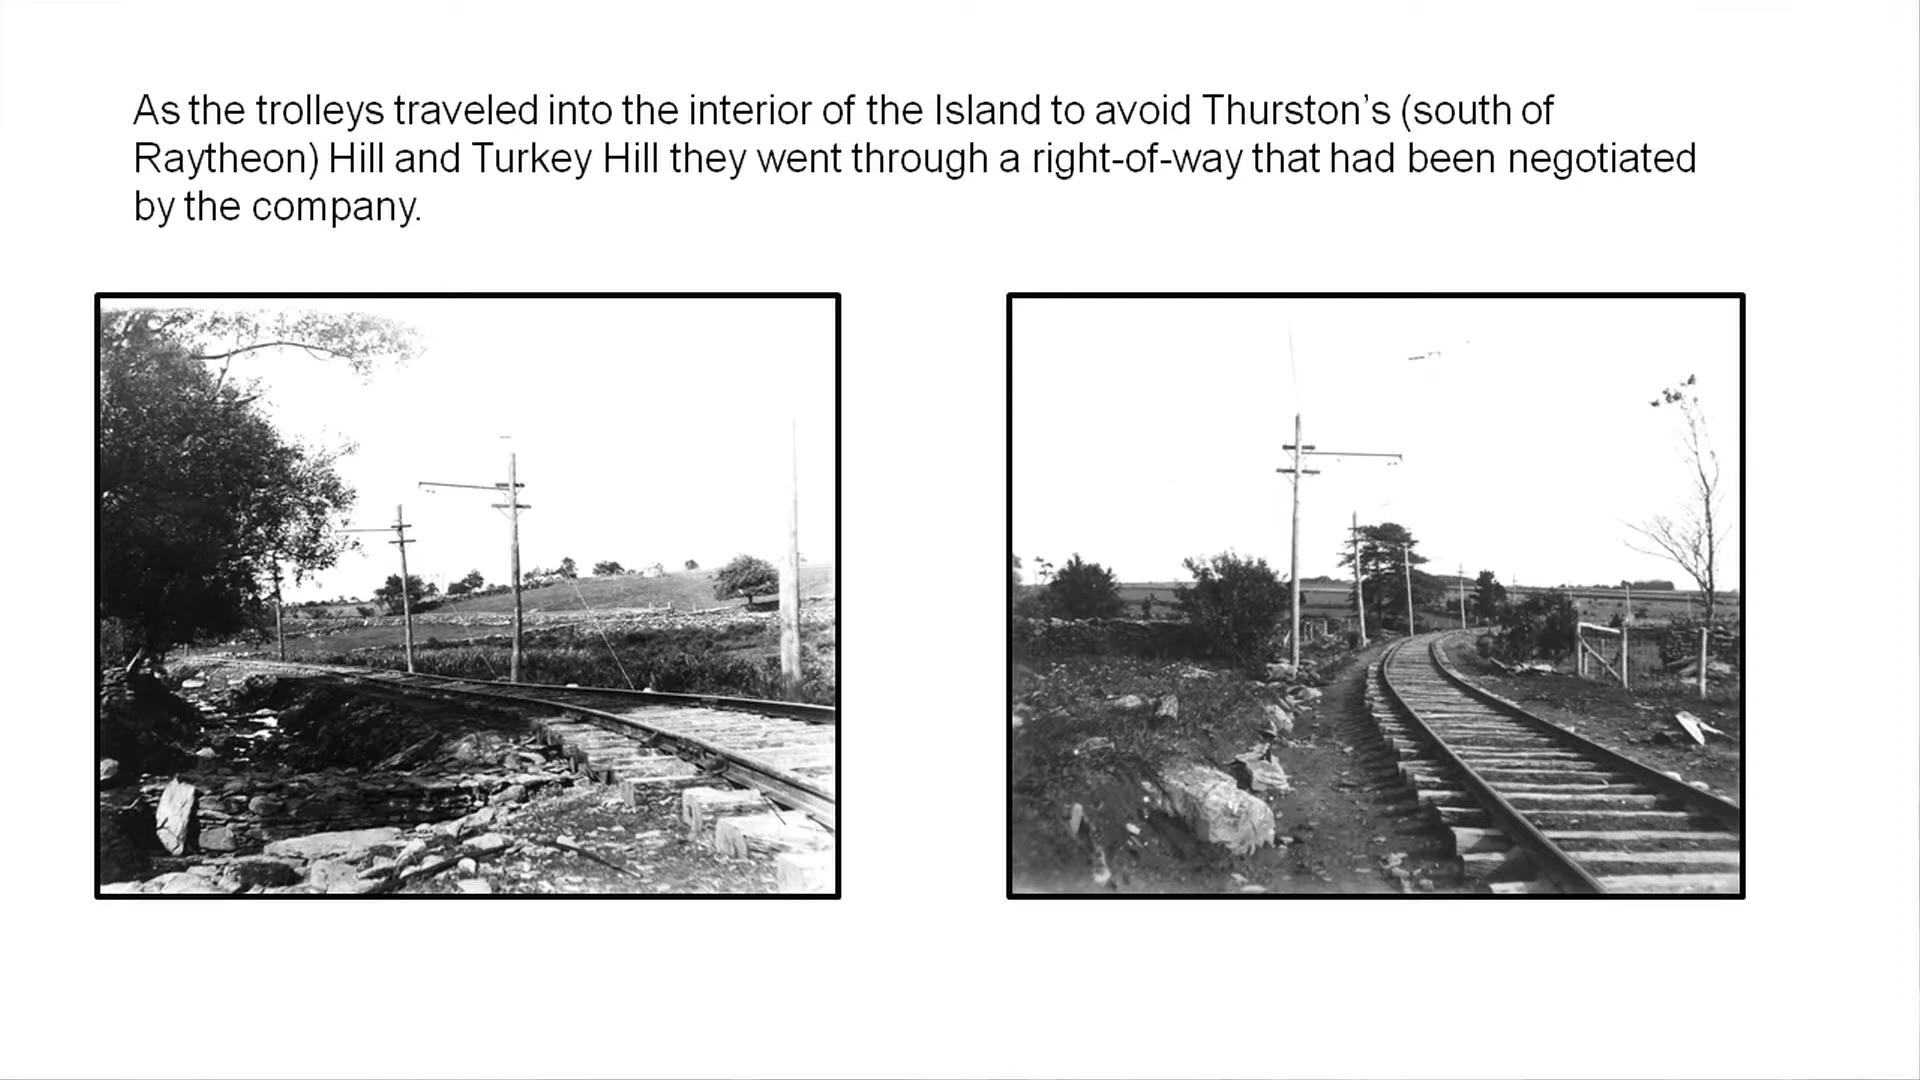 As the trolleys traveled into the interior of the Island to avoid Thurston’s (south of
Raytheon) Hill and Turkey Hill they went through a right-of-way that had been negotiated
by the company.